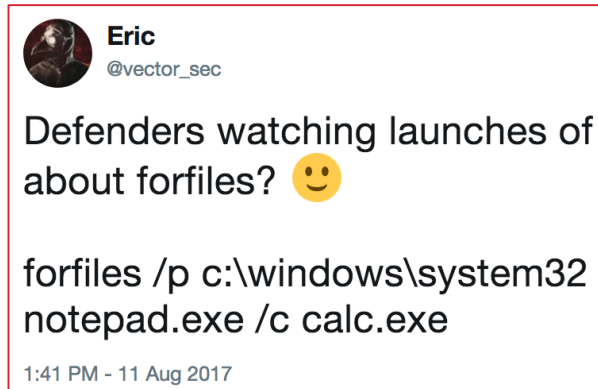 Eric
@vector_sec
Defenders watching launches of
about forfiles? 🙂
forfiles /p c:\windows\system32
notepad.exe /c calc.exe
1:41 PM - 11 Aug 2017